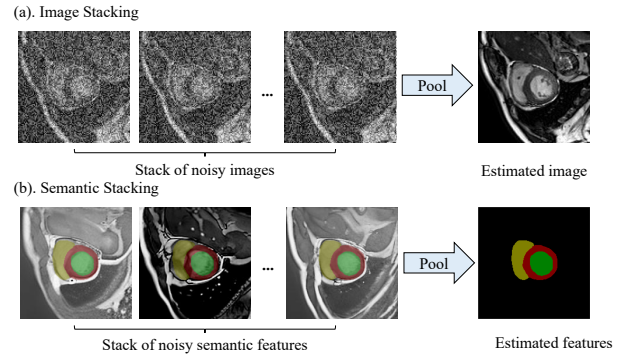 (a). Image Stacking
...
Pool
Stack of noisy images
Estimated image
(b). Semantic Stacking
...
Pool
Stack of noisy semantic features
Estimated features